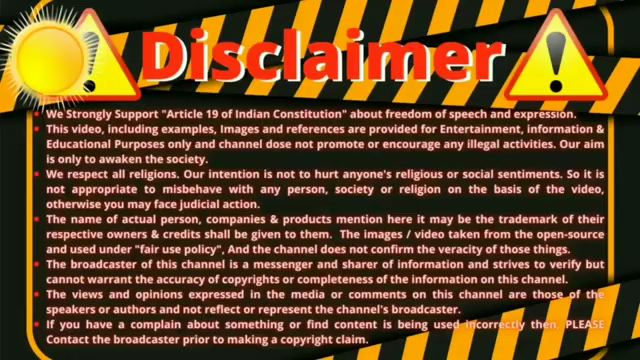 Disclaimer
We Strongly Support "Article 19 of Indian Constitution" about freedom of speech and expression.
This video, including examples, Images and references are provided for Entertainment, information &
Educational Purposes only and channel dose not promote or encourage any illegal activities. Our aim
is only to awaken the society.
We respect all religions. Our intention is not to hurt anyone's religious or social sentiments. So it is
not appropriate to misbehave with any person, society or religion on the basis of the video,
otherwise you may face judicial action.
The name of actual person, companies & products mention here it may be the trademark of their
respective owners & credits shall be given to them. The images / video taken from the open-source
and used under "fair use policy", And the channel does not confirm the veracity of those things.
The broadcaster of this channel is a messenger and sharer of information and strives to verify but
cannot warrant the accuracy of copyrights or completeness of the information on this channel.
The views and opinions expressed in the media or comments on this channel are those of the
speakers or authors and not reflect or represent the channel's broadcaster.
If you have a complain about something or find content is being used incorrectly then, PLEASE
Contact the broadcaster prior to making a copyright claim.